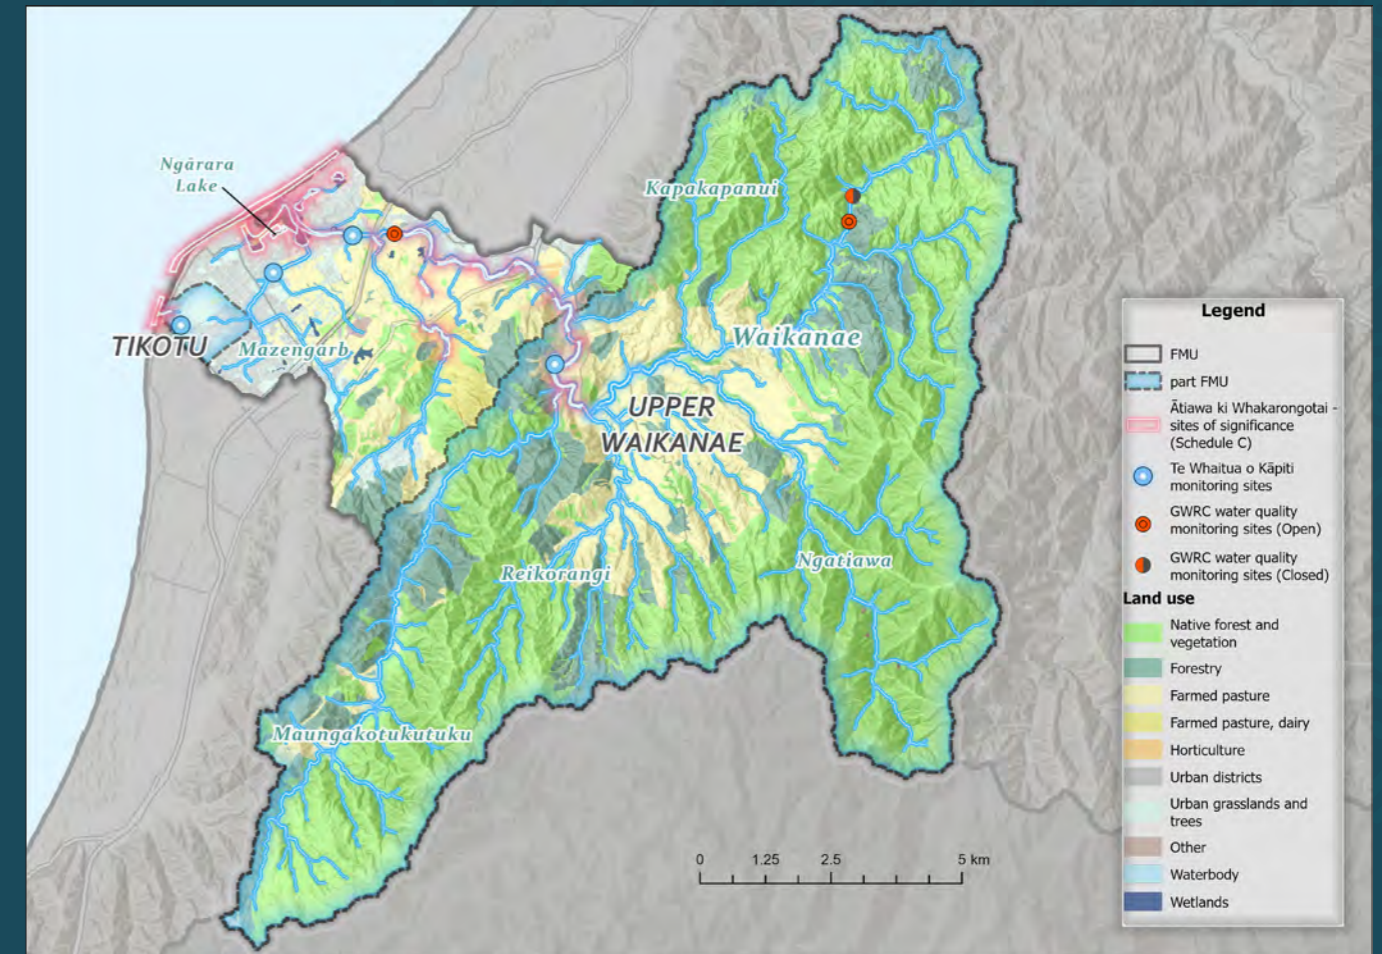 Ngārara
Lake
Kapakapanui
TIKOTU
Mazengarb
Waikanae
UPPER
WAIKANAE
Reikorangi
Ngatiawa
Maungakotukutuku
0 1.25 2.5 5 km
Legend
FMU
part FMU
Ātiawa ki Whakarongotai -
sites of significance
(Schedule C)
Te Whaitua o Kāpiti
monitoring sites
GWRC water quality
monitoring sites (Open)
GWRC water quality
monitoring sites (Closed)
Land use
Native forest and
vegetation
Forestry
Farmed pasture
Farmed pasture, dairy
Horticulture
Urban districts
Urban grasslands and
trees
Other
Waterbody
Wetlands